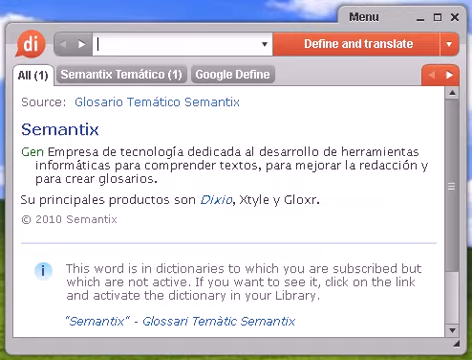 Menu
di
Define and translate
All (1)
Semantix Temático (1)
Google Define
Source: Glosario Temático Semantix
Semantix
Gen Empresa de tecnología dedicada al desarrollo de herramientas
informáticas para comprender textos, para mejorar la redacción y
para crear glosarios.
Su principales productos son Dixio, Xtyle y Gloxr.
© 2010 Semantix
i
This word is in dictionaries to which you are subscribed but
which are not active. If you want to see it, click on the link
and activate the dictionary in your Library.
"Semantix" - Glossari Temàtic Semantix